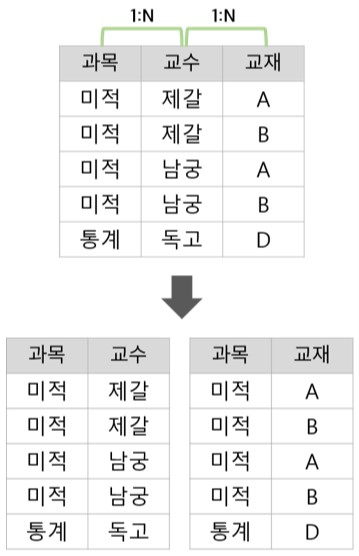 1:N 1:N
과목 교수 교재
미적 제갈 A
미적 제갈 B
미적 남궁 A
미적 남궁 B
통계 독고 D
과목 교수 과목 교재
미적 제갈 미적 A
미적 제갈 미적 B
미적 남궁 미적 A
미적 남궁 미적 B
통계 독고 통계 D